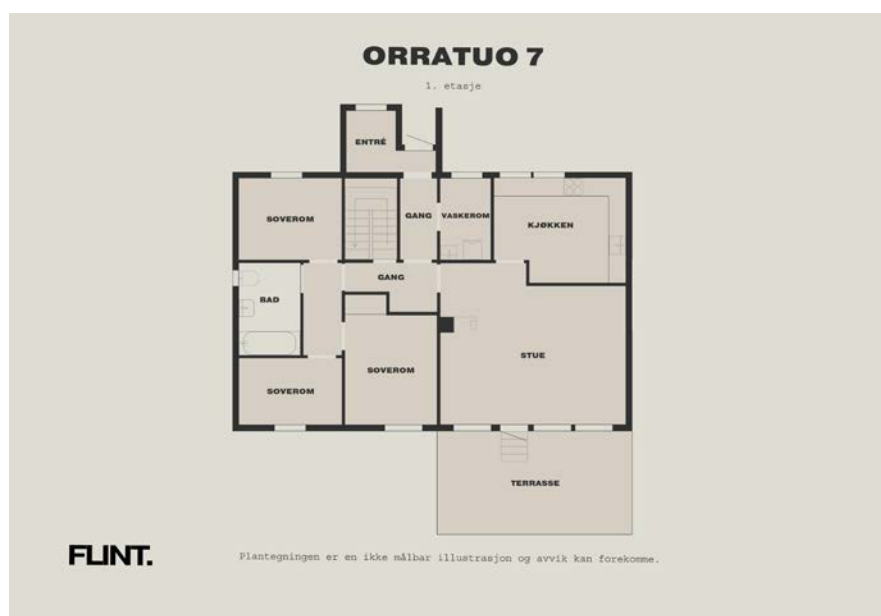 ORRATUO 7
1. etasje
ENTRÉ
SOVEROM
GANG
VASKEROM
KJØKKEN
GANG
BAD
STUE
SØVEROM
SOVEROM
TERRASSE
FLINT.
Plantegningen er en ikke målbar illustrasjon og avvik kan forekomme.